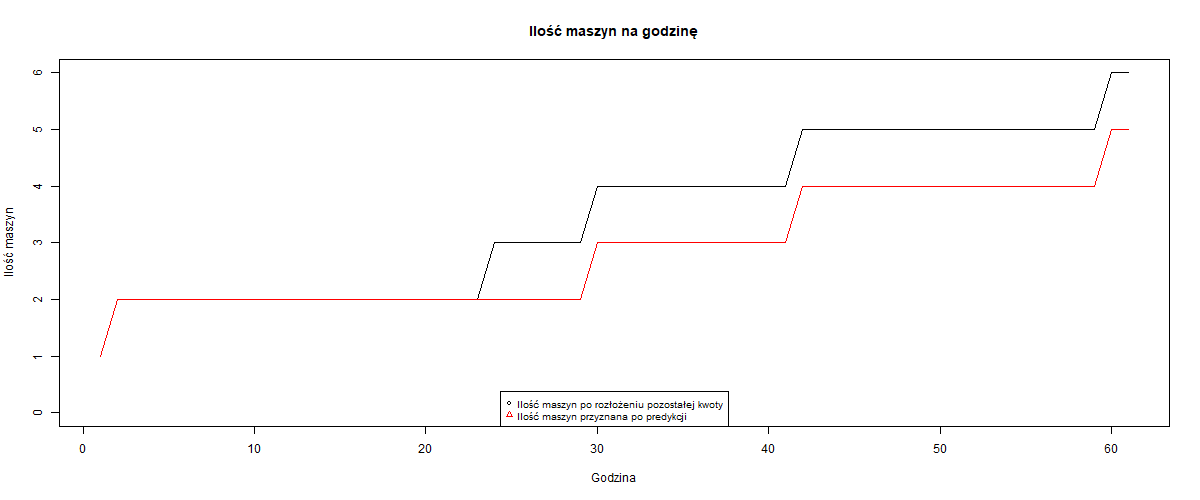 Ilość maszyn na godzinę
Ilość maszyn
6
5
4
3
2
1
0
Ilość maszyn po rozłożeniu pozostałej kwoty
Ilość maszyn przyznana po predykcji
0 10 20 30 40 50 60
Godzina